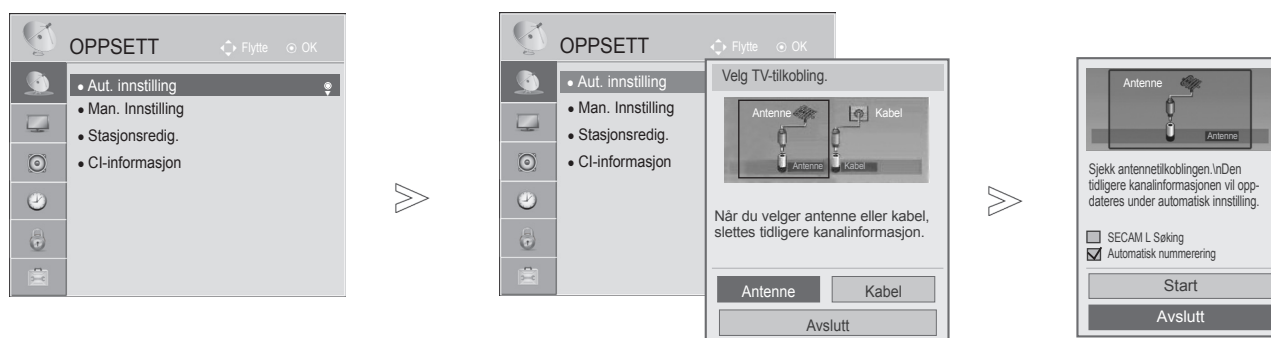 OPPSETT
Flytte OK
• Aut. innstilling
• Man. Innstilling
• Stasjonsredig.
• CI-informasjon
OPPSETT
Flytte OK
• Aut. innstilling
• Man. Innstilling
• Stasjonsredig.
• CI-informasjon
Velg TV-tilkobling.
Antenne Kabel
Antenne Kabel
Når du velger antenne eller kabel,
slettes tidligere kanalinformasjon.
Antenne Kabel
Avslutt
Antenne
Antenne
Sjekk antennetilkoblingen.\nDen
tidligere kanalinformasjonen vil opp-
dateres under automatisk innstilling.
SECAM L Søking
Automatisk nummerering
Start
Avslutt